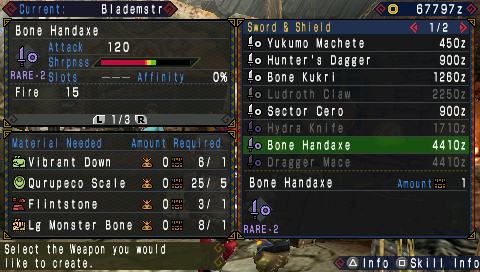 Current: Blademstr
67797z
Bone Handaxe
Attack 120
Shrpnss
RARE-2 Slots --- Affinity 0%
Fire 15
L 1/3 R
Material Needed Amount Required
Vibrant Down 0 6/ 1
Qurupeco Scale 0 25/ 5
Flintstone 0 3/ 1
Lg Monster Bone 0 8/ 1
Select the Weapon you would
like to create.
Sword & Shield 1/2
Yukumo Machete 450z
Hunter's Dagger 900z
Bone Kukri 1260z
Ludroth Claw 2250z
Sector Cero 900z
Hydra Knife 1710z
Bone Handaxe 4410z
Dragger Mace 4410z
Bone Handaxe Amount 1
RARE-2
Info Skill Info